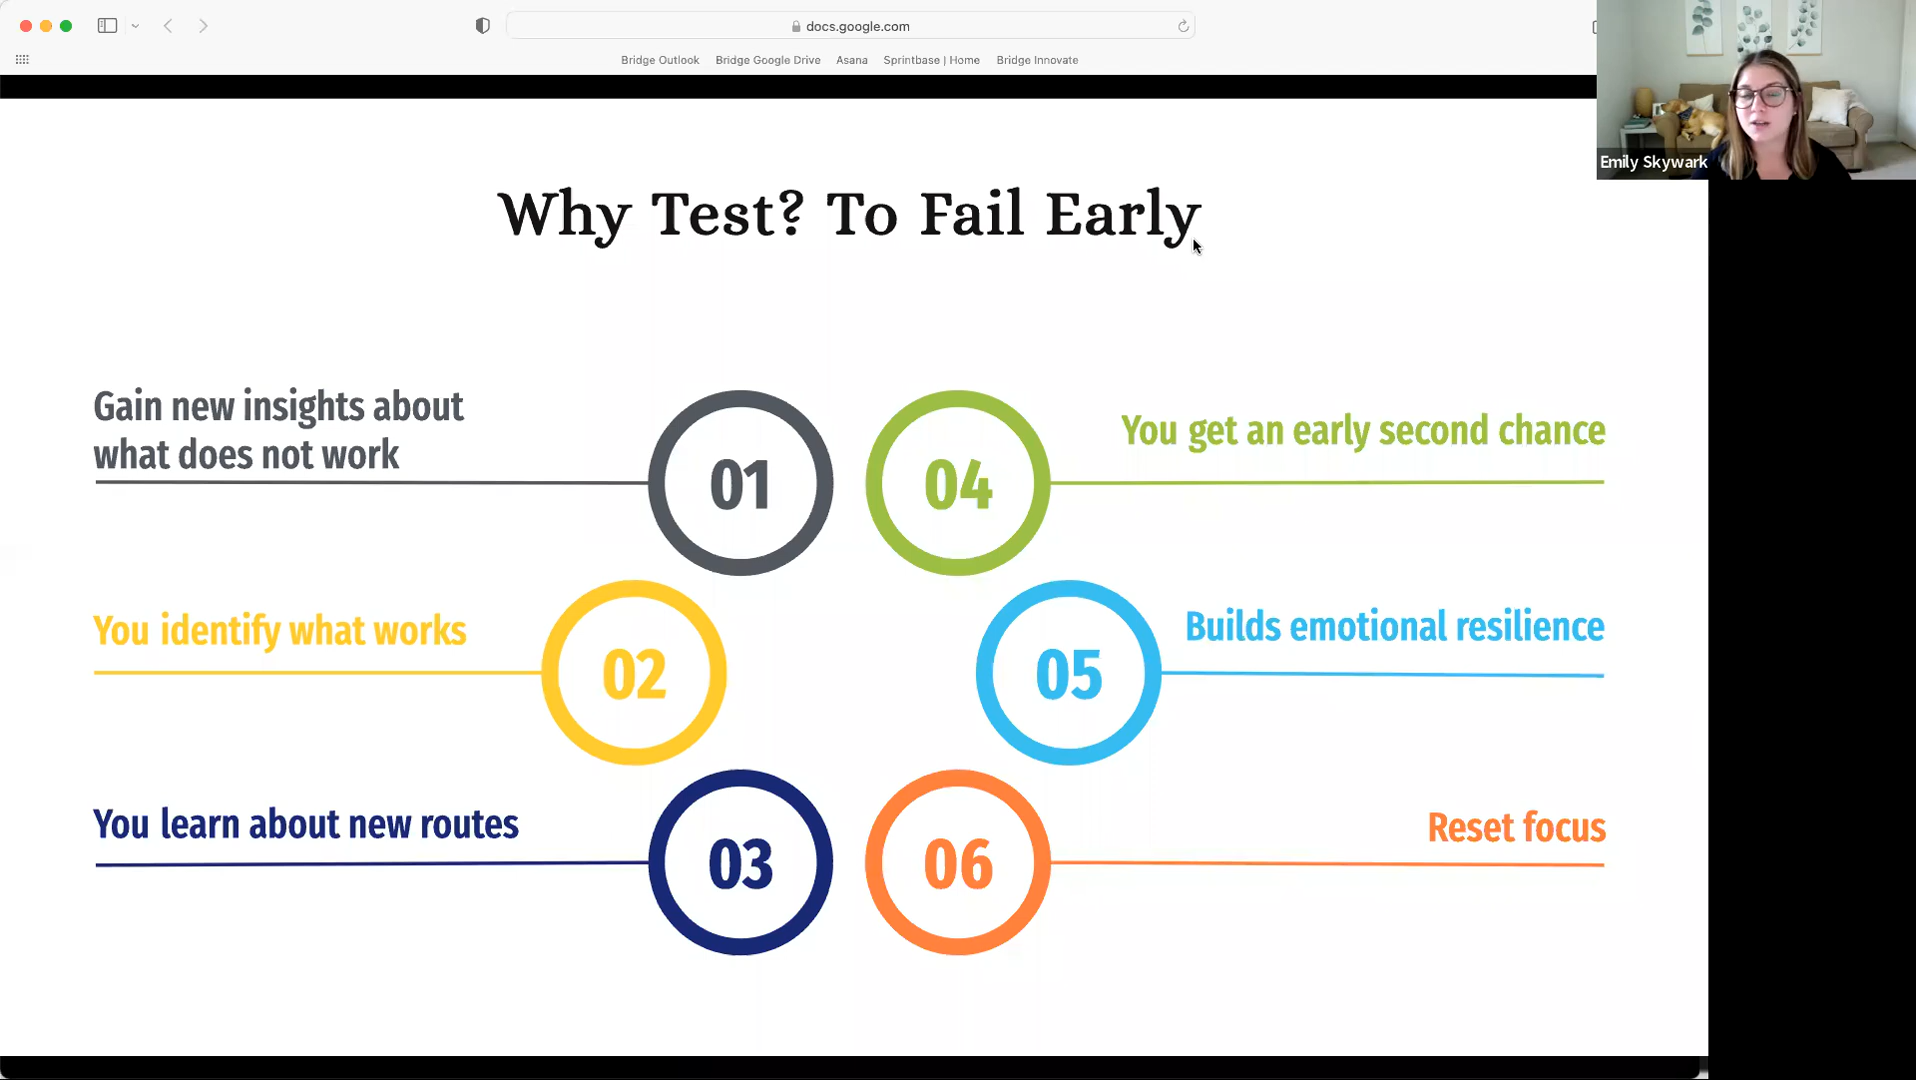 docs.google.com
Bridge Outlook
Bridge Google Drive
Asana
Sprintbase | Home
Bridge Innovate
Emily Skywark
Why Test? To Fail Early
Gain new insights about
what does not work
01
You identify what works
02
You learn about new routes
03
04
You get an early second chance
05
Builds emotional resilience
06
Reset focus